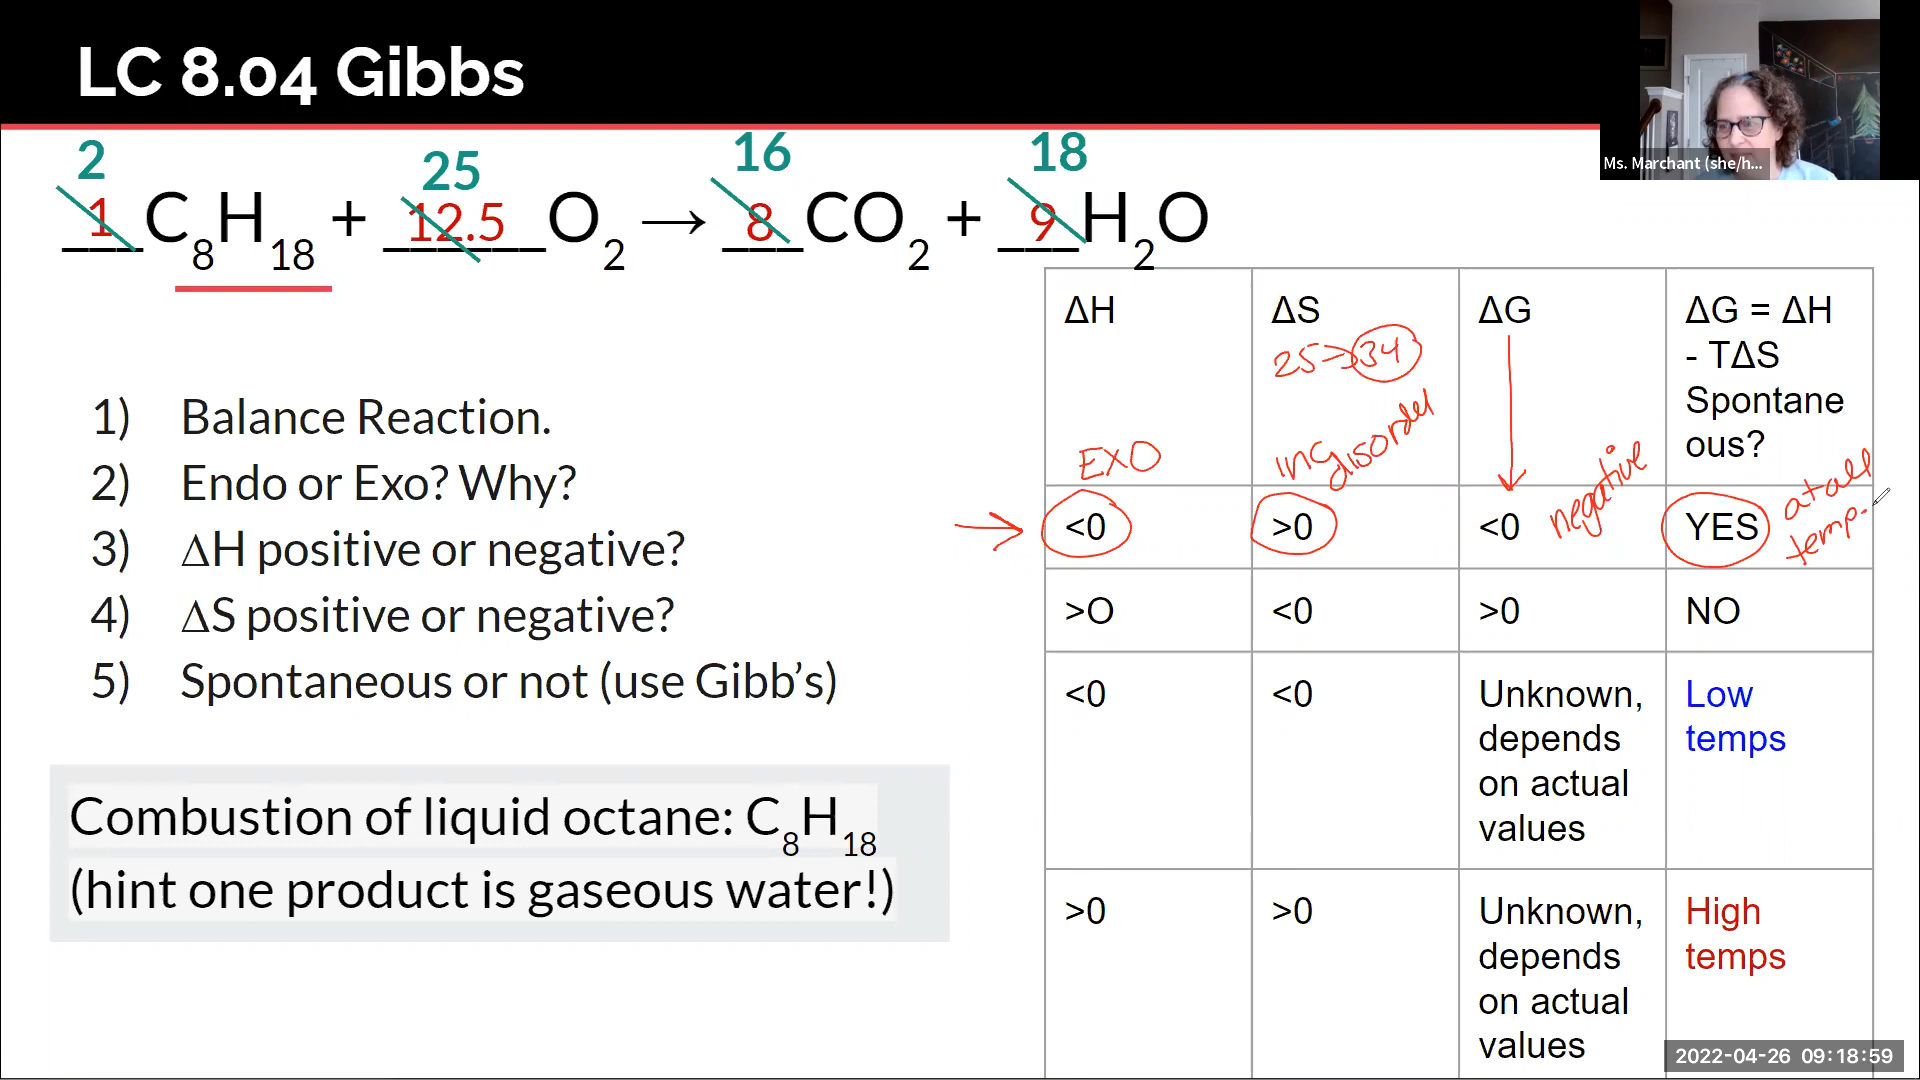 LC 8.04 Gibbs
Ms. Marchant (she/h...
2 25 16 18
1 C8H18 + 12.5 O2 → 8 CO2 + 9 H2O
1) Balance Reaction.
2) Endo or Exo? Why?
3) ΔH positive or negative?
4) ΔS positive or negative?
5) Spontaneous or not (use Gibb's)
Combustion of liquid octane: C8H18
(hint one product is gaseous water!)
ΔH ΔS ΔG ΔG = ΔH
- TΔS
Spontane
ous?
25 → 34
EXO
inc
disorder
negative
at all
temp.
<0 >0 <0 YES
>O <0 >0 NO
<0 <0 Unknown, Low
depends temps
on actual
values
>0 >0 Unknown, High
depends temps
on actual
values
2022-04-26 09:18:59